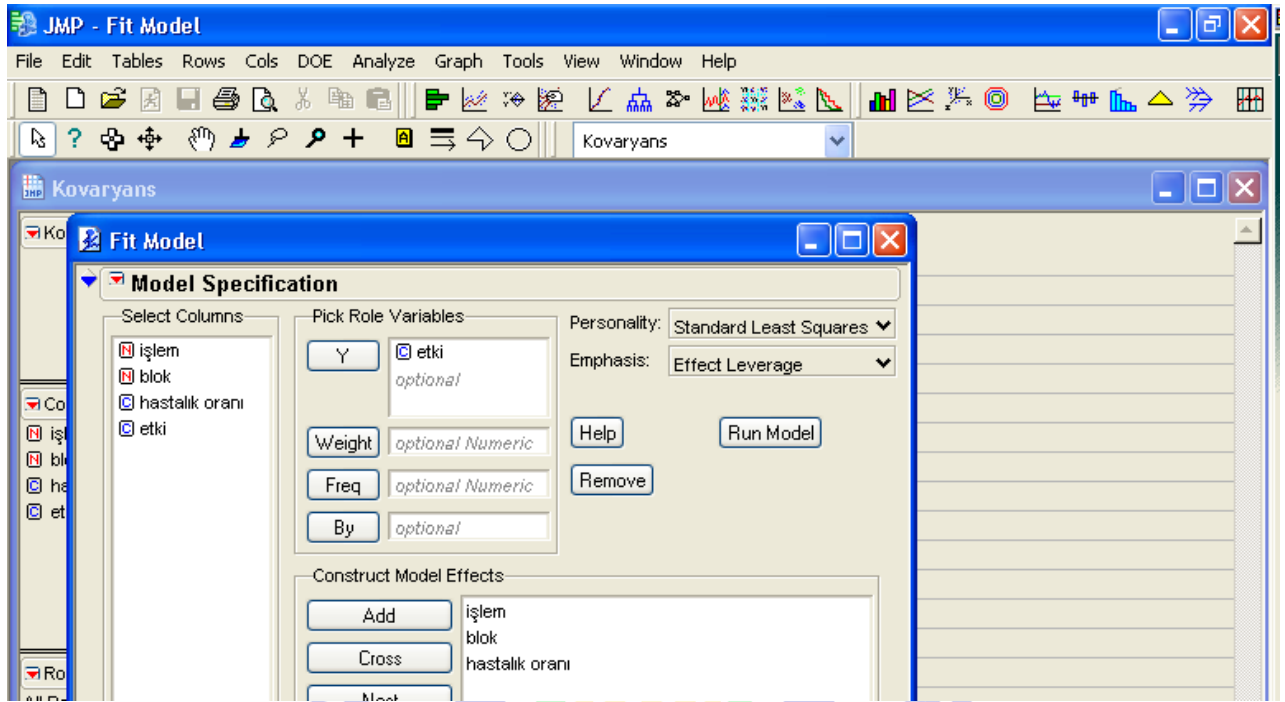 JMP - Fit Model
File Edit Tables Rows Cols DOE Analyze Graph Tools View Window Help
Kovaryans
Kovaryans
Fit Model
Model Specification
Select Columns
işlem
blok
hastalık oranı
etki
Pick Role Variables
Y
etki
optional
Weight
optional Numeric
Freq
optional Numeric
By
optional
Personality:
Standard Least Squares
Emphasis:
Effect Leverage
Help
Run Model
Remove
Construct Model Effects
Add
Cross
işlem
blok
hastalık oranı